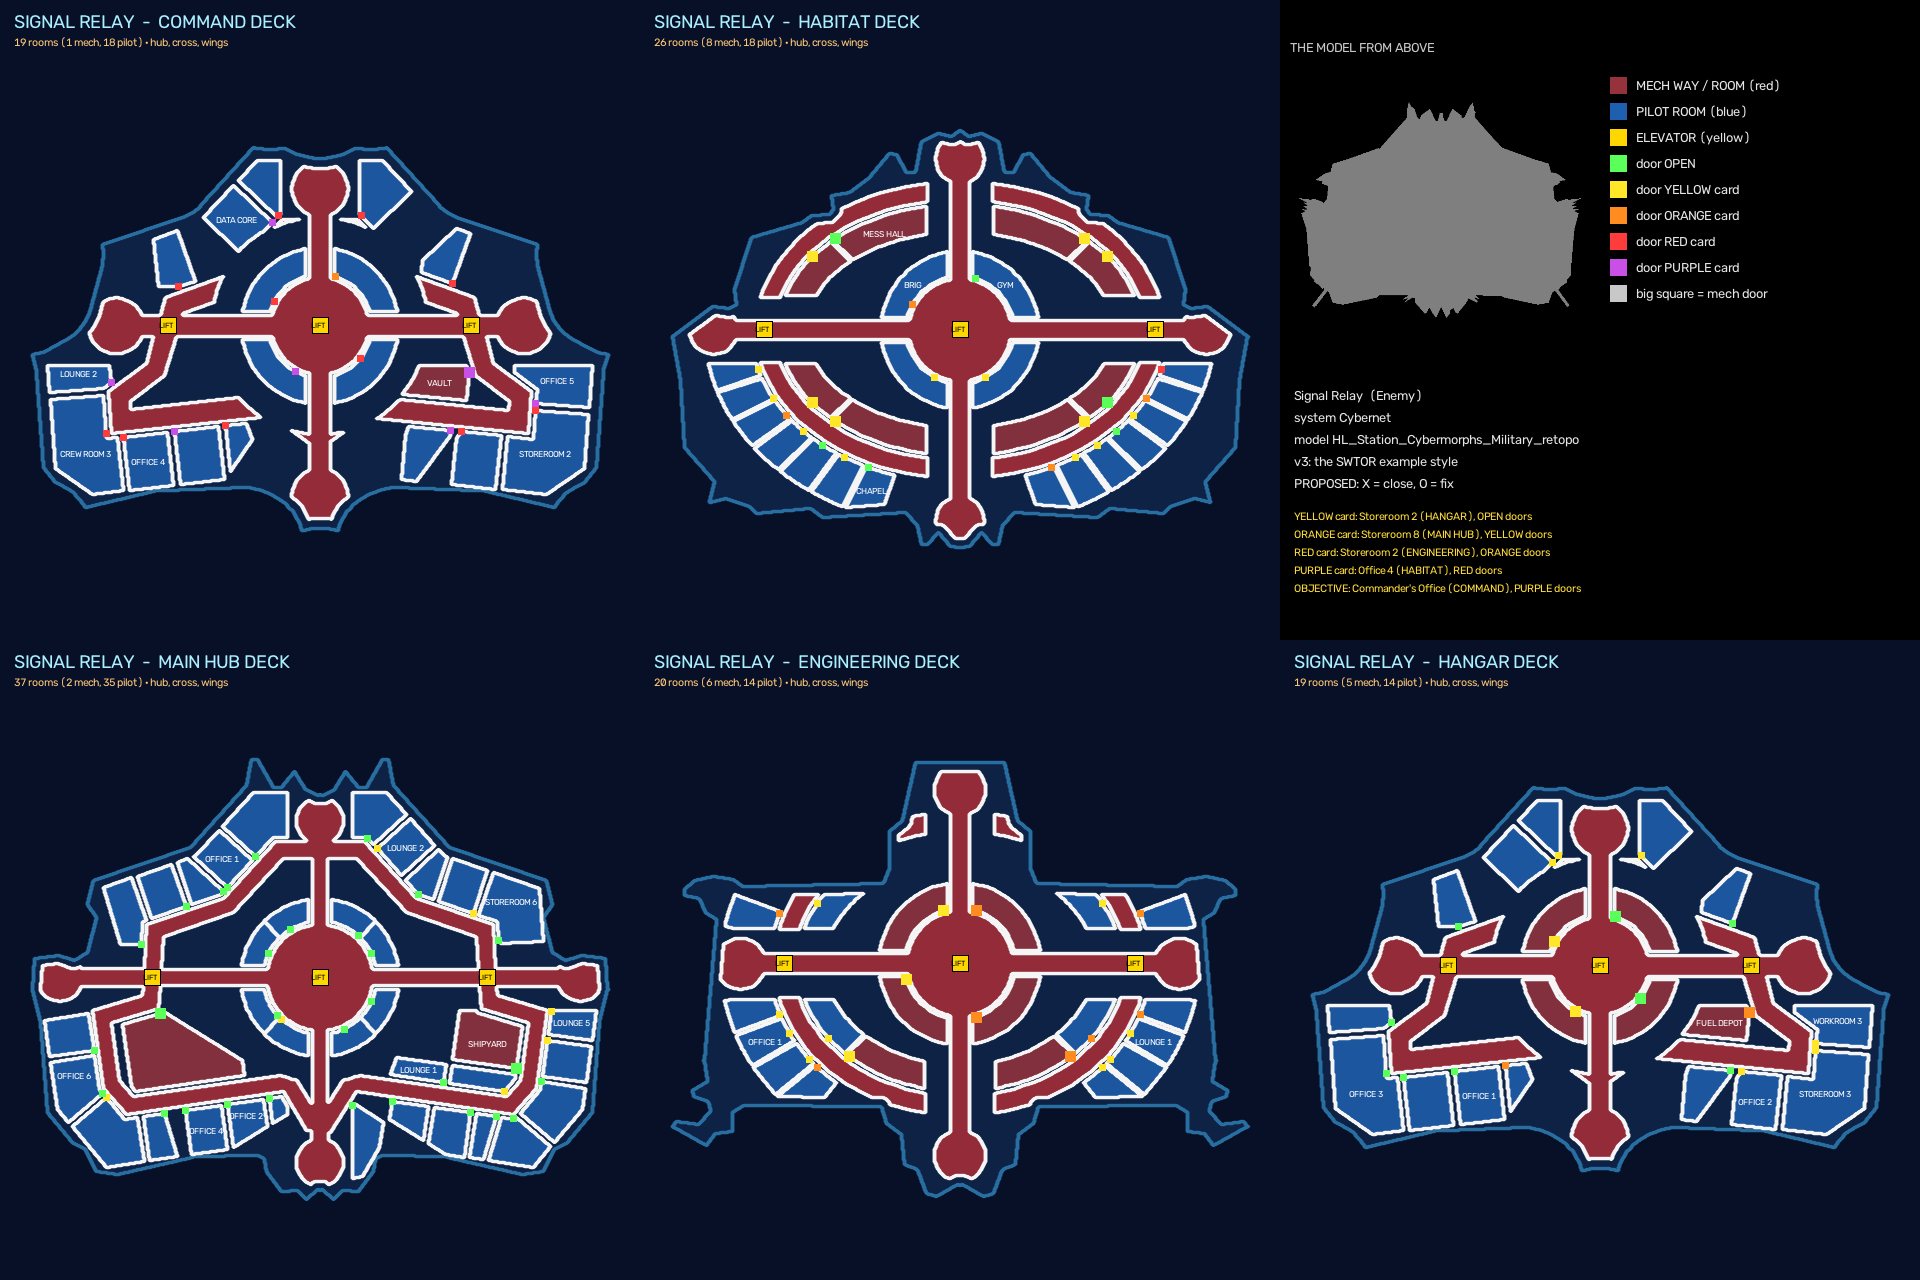 SIGNAL RELAY - COMMAND DECK
19 rooms (1 mech, 18 pilot) • hub, cross, wings
DATA CORE
LIFT
LIFT
LIFT
LOUNGE 2
VAULT
OFFICE 5
CREW ROOM 3
OFFICE 4
STOREROOM 2
SIGNAL RELAY - HABITAT DECK
26 rooms (8 mech, 18 pilot) • hub, cross, wings
MESS HALL
BRIG
GYM
LIFT
LIFT
LIFT
CHAPEL
THE MODEL FROM ABOVE
MECH WAY / ROOM (red)
PILOT ROOM (blue)
ELEVATOR (yellow)
door OPEN
door YELLOW card
door ORANGE card
door RED card
door PURPLE card
big square = mech door
Signal Relay (Enemy)
system Cybernet
model HL_Station_Cybermorphs_Military_retopo
v3: the SWTOR example style
PROPOSED: X = close, O = fix
YELLOW card: Storeroom 2 (HANGAR), OPEN doors
ORANGE card: Storeroom 8 (MAIN HUB), YELLOW doors
RED card: Storeroom 2 (ENGINEERING), ORANGE doors
PURPLE card: Office 4 (HABITAT), RED doors
OBJECTIVE: Commander's Office (COMMAND), PURPLE doors
SIGNAL RELAY - MAIN HUB DECK
37 rooms (2 mech, 35 pilot) • hub, cross, wings
OFFICE 1
LOUNGE 2
STOREROOM 6
LIFT
LIFT
LIFT
LOUNGE 5
SHIPYARD
OFFICE 6
LOUNGE 1
OFFICE 2
OFFICE 4
SIGNAL RELAY - ENGINEERING DECK
20 rooms (6 mech, 14 pilot) • hub, cross, wings
LIFT
LIFT
LIFT
OFFICE 1
LOUNGE 1
SIGNAL RELAY - HANGAR DECK
19 rooms (5 mech, 14 pilot) • hub, cross, wings
LIFT
LIFT
LIFT
FUEL DEPOT
WORKROOM 3
OFFICE 3
OFFICE 1
OFFICE 2
STOREROOM 3